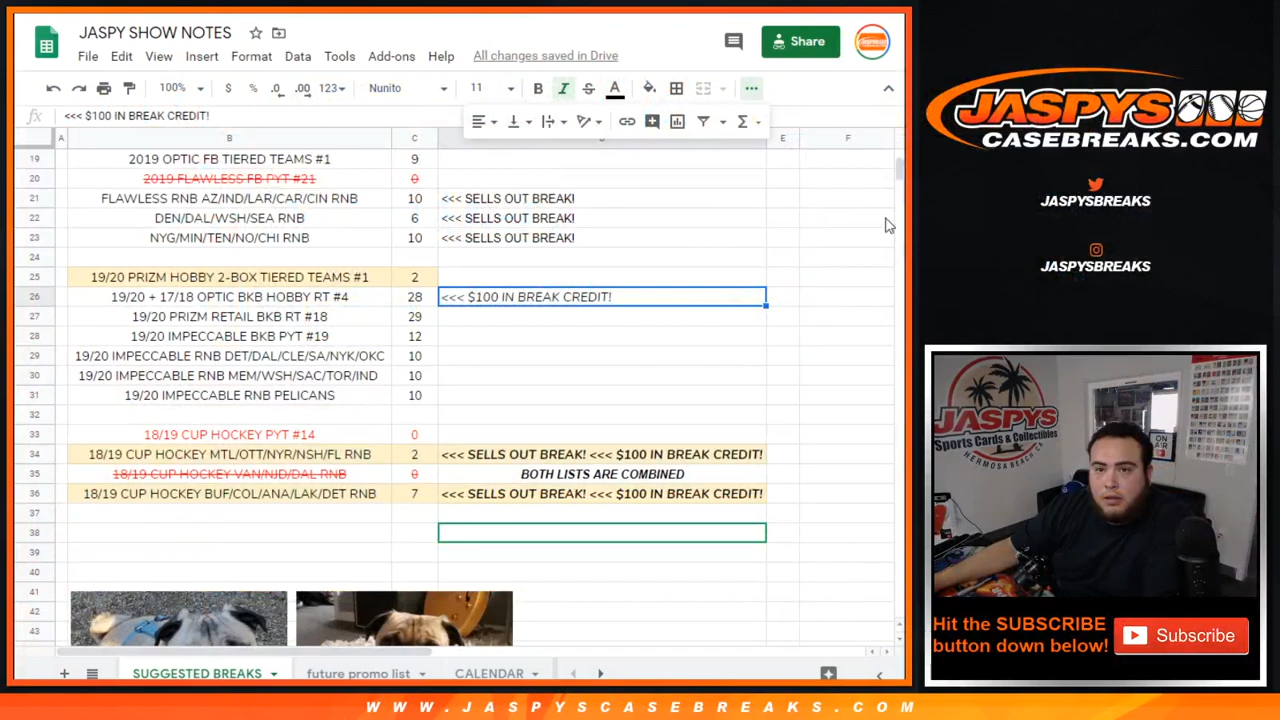 JASPY SHOW NOTES
File Edit View Insert Format Data Tools Add-ons Help All changes saved in Drive
Share
100% $ % .0 .00 123 Nunito 11 B I S A
fx <<< $100 IN BREAK CREDIT!
A B C D E F
19 2019 OPTIC FB TIERED TEAMS #1 9
20 2019 FLAWLESS FB PYT #21 0
21 FLAWLESS RNB AZ/IND/LAR/CAR/CIN RNB 10 <<< SELLS OUT BREAK!
22 DEN/DAL/WSH/SEA RNB 6 <<< SELLS OUT BREAK!
23 NYG/MIN/TEN/NO/CHI RNB 10 <<< SELLS OUT BREAK!
24
25 19/20 PRIZM HOBBY 2-BOX TIERED TEAMS #1 2
26 19/20 + 17/18 OPTIC BKB HOBBY RT #4 28 <<< $100 IN BREAK CREDIT!
27 19/20 PRIZM RETAIL BKB RT #18 29
28 19/20 IMPECCABLE BKB PYT #19 12
29 19/20 IMPECCABLE RNB DET/DAL/CLE/SA/NYK/OKC 10
30 19/20 IMPECCABLE RNB MEM/WSH/SAC/TOR/IND 10
31 19/20 IMPECCABLE RNB PELICANS 10
32
33 18/19 CUP HOCKEY PYT #14 0
34 18/19 CUP HOCKEY MTL/OTT/NYR/NSH/FL RNB 2 <<< SELLS OUT BREAK! <<< $100 IN BREAK CREDIT!
35 18/19 CUP HOCKEY VAN/NJD/DAL RNB 0 BOTH LISTS ARE COMBINED
36 18/19 CUP HOCKEY BUF/COL/ANA/LAK/DET RNB 7 <<< SELLS OUT BREAK! <<< $100 IN BREAK CREDIT!
37
38
39
40
41
42
43
SUGGESTED BREAKS future promo list CALENDAR
JASPYS
CASEBREAKS.COM
JASPYSBREAKS
JASPYSBREAKS
JASPYS
Sports Cards & Collectibles
HERMOSA BEACH, CA
ON AIR
Hit the SUBSCRIBE
button down below!
Subscribe
WWW.JASPYSCASEBREAKS.COM